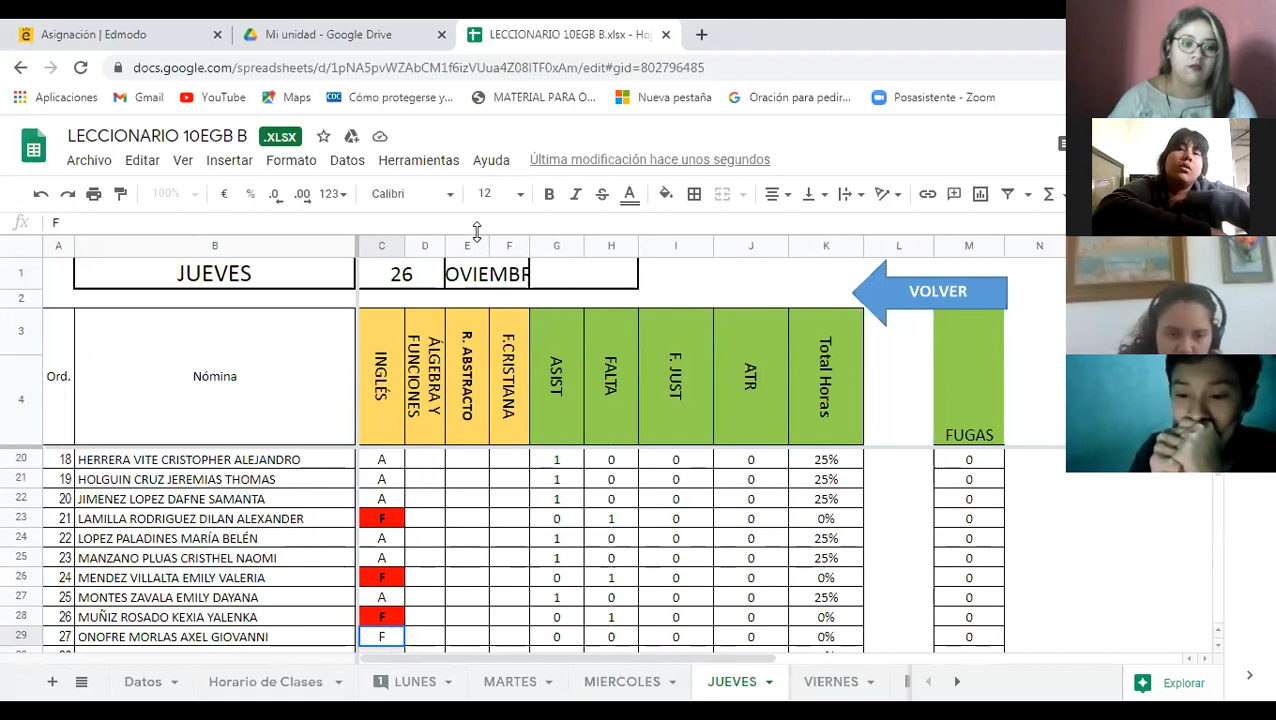 Asignación | Edmodo
Mi unidad - Google Drive
LECCIONARIO 10EGB B.xlsx - Ho
docs.google.com/spreadsheets/d/1pNA5pvWZAbCM1f6izVUua4Z08ITF0xAm/edit#gid=802796485
Aplicaciones Gmail YouTube Maps Cómo protegerse y... MATERIAL PARA O... Nueva pestaña Oración para pedir... Posasistente - Zoom
LECCIONARIO 10EGB B .XLSX
Archivo Editar Ver Insertar Formato Datos Herramientas Ayuda Última modificación hace unos segundos
100% € % .0 .00 123 Calibri 12 B I S A
fx F
A B C D E F G H I J K L M N
1 JUEVES 26 OVIEMBR
VOLVER
2
3
4
Ord. Nómina INGLÉS ÁLGEBRA Y FUNCIONES R. ABSTRACTO F.CRISTIANA ASIST FALTA F. JUST ATR Total Horas FUGAS
20 18 HERRERA VITE CRISTOPHER ALEJANDRO A 1 0 0 0 25% 0
21 19 HOLGUIN CRUZ JEREMIAS THOMAS A 1 0 0 0 25% 0
22 20 JIMENEZ LOPEZ DAFNE SAMANTA A 1 0 0 0 25% 0
23 21 LAMILLA RODRIGUEZ DILAN ALEXANDER F 0 1 0 0 0% 0
24 22 LOPEZ PALADINES MARÍA BELÉN A 1 0 0 0 25% 0
25 23 MANZANO PLUAS CRISTHEL NAOMI A 1 0 0 0 25% 0
26 24 MENDEZ VILLALTA EMILY VALERIA F 0 1 0 0 0% 0
27 25 MONTES ZAVALA EMILY DAYANA A 1 0 0 0 25% 0
28 26 MUÑIZ ROSADO KEXIA YALENKA F 0 1 0 0 0% 0
29 27 ONOFRE MORLAS AXEL GIOVANNI F 0 0 0 0 0% 0
Datos Horario de Clases 1 LUNES MARTES MIERCOLES JUEVES VIERNES Explorar